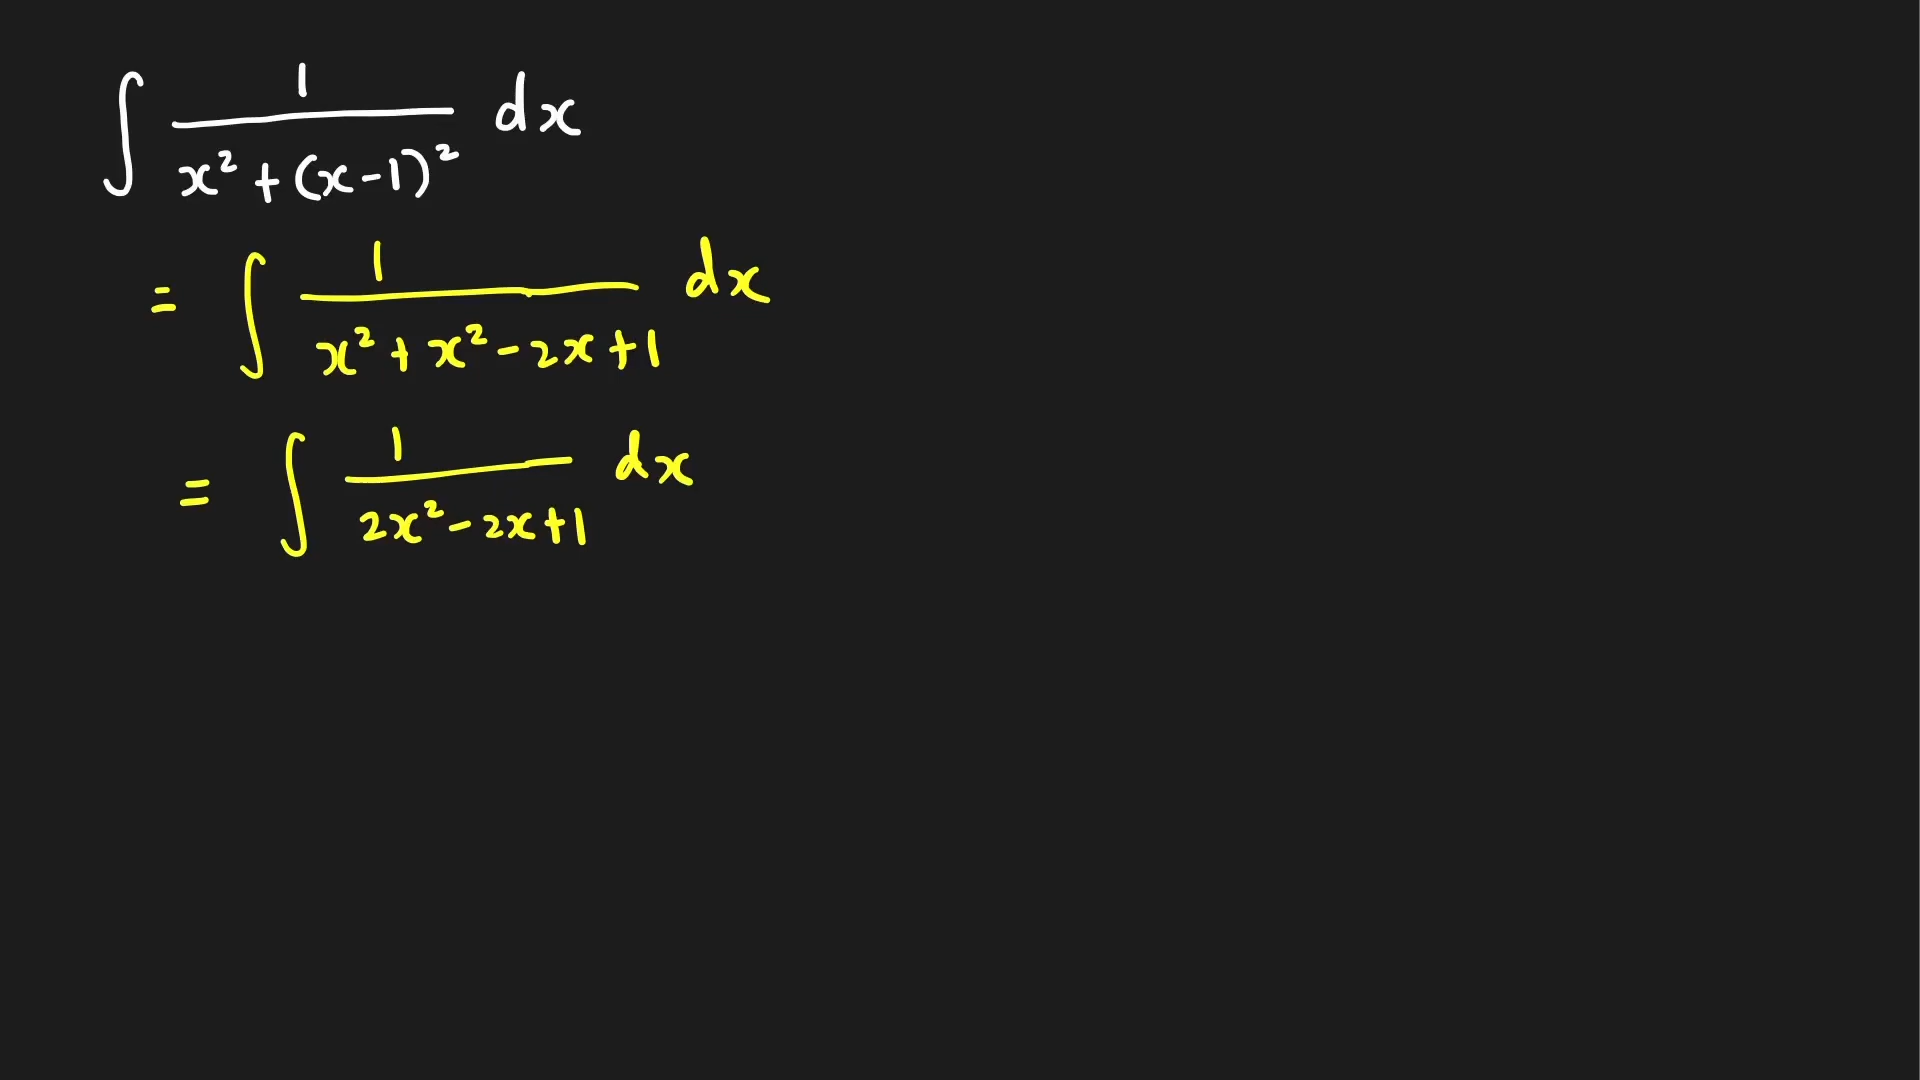 ∫ 1/(x² + (x-1)²) dx
= ∫ 1/(x² + x² - 2x + 1) dx
= ∫ 1/(2x² - 2x + 1) dx